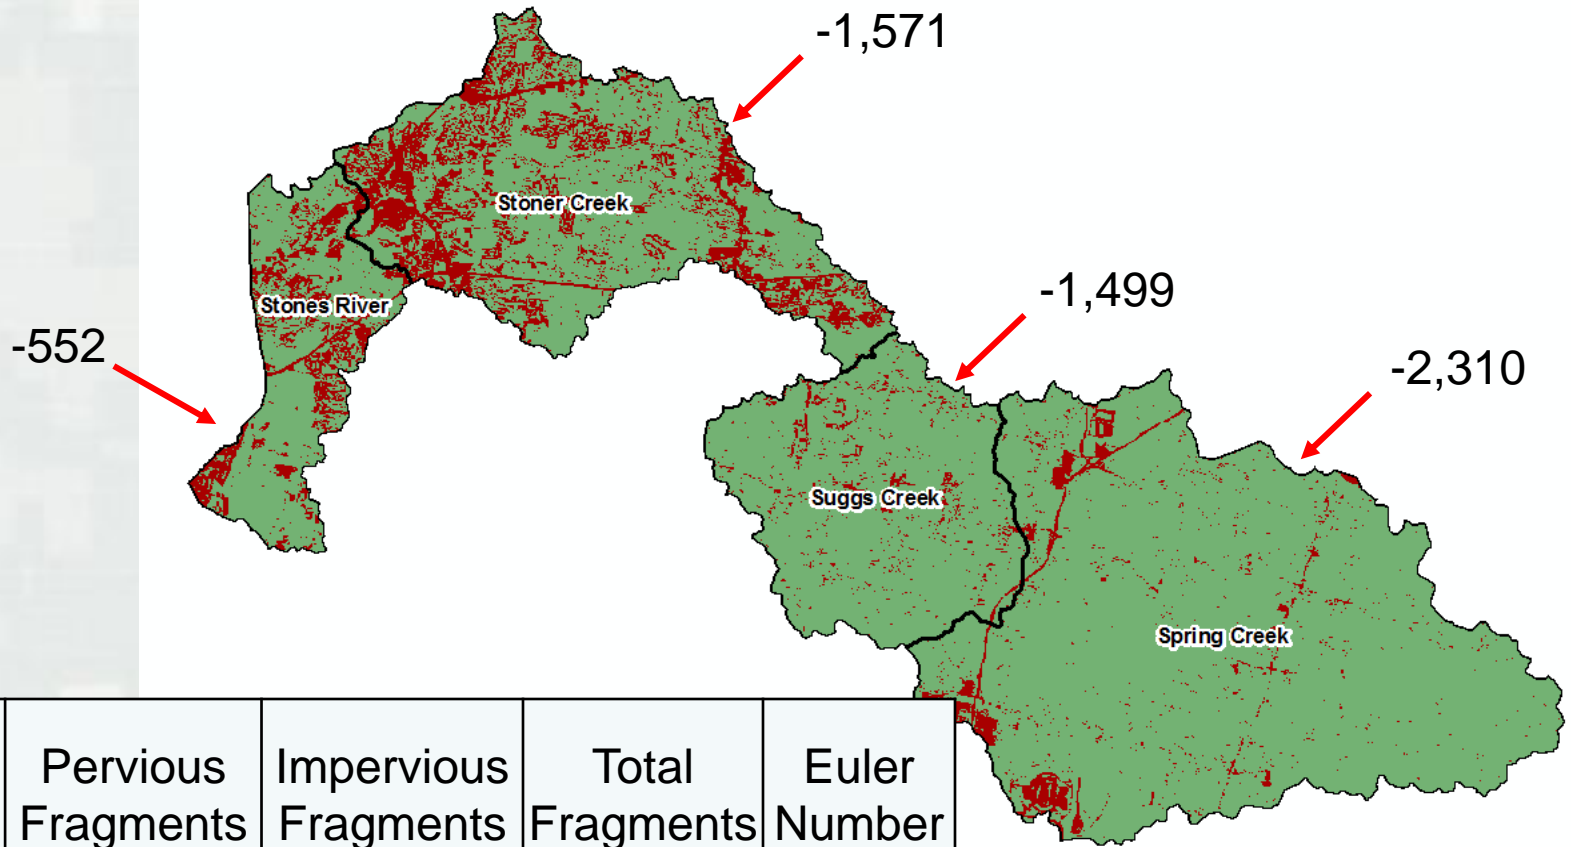 -1,571
Stoner Creek
-1,499
Stones River
-552
-2,310
Suggs Creek
Spring Creek
Pervious
Fragments
Impervious
Fragments
Total
Fragments
Euler
Number